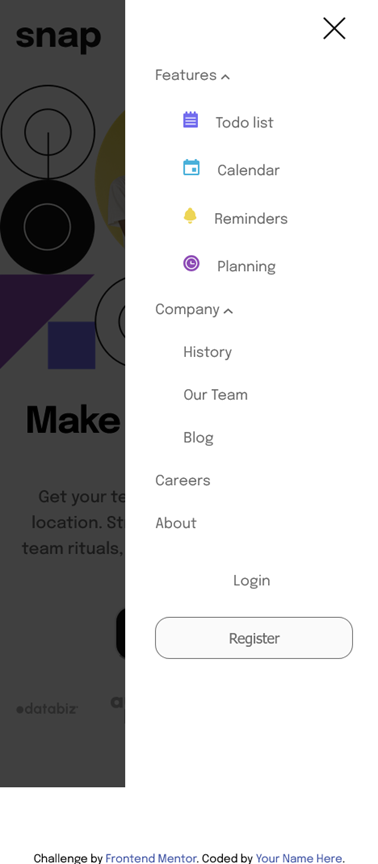 snap
Features
Todo list
Calendar
Reminders
Planning
Company
History
Our Team
Blog
Careers
About
Login
Register
Make
Get your te
location. St
team rituals,
databiz
Challenge by Frontend Mentor. Coded by Your Name Here.